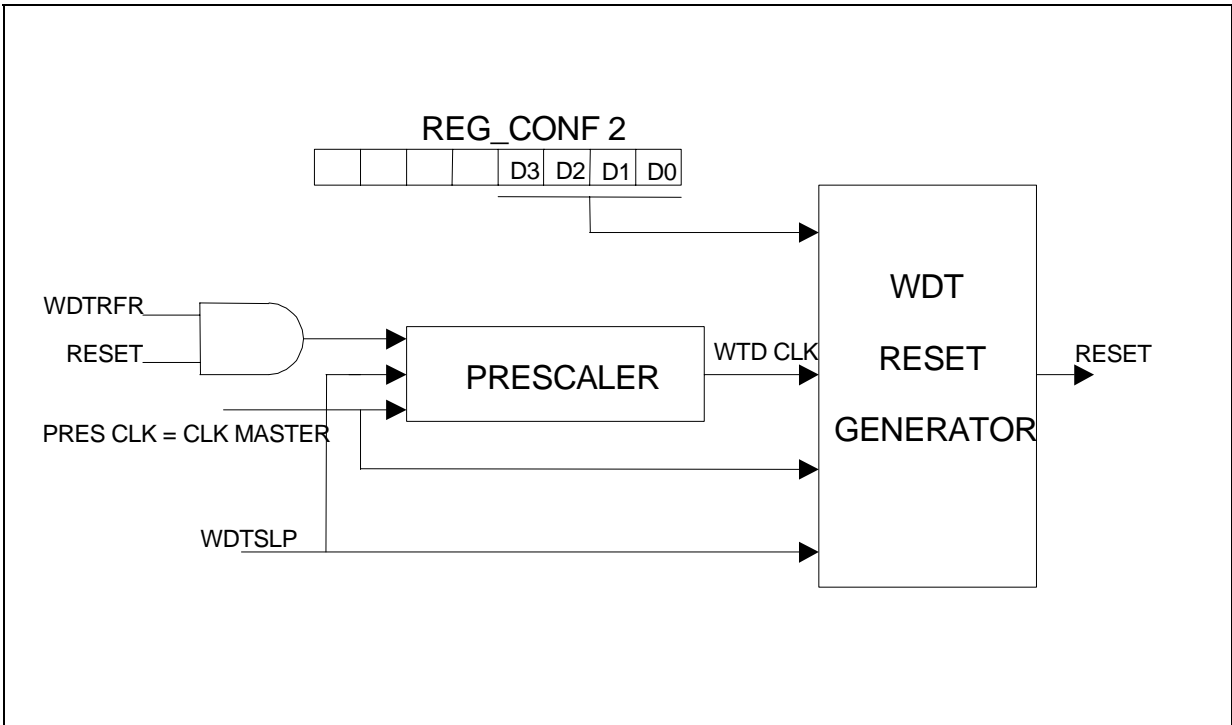 REG_CONF 2
D3 D2 D1 D0
WDT
RESET
GENERATOR
WDTRFR
RESET
PRESCALER
WTD CLK
RESET
PRES CLK = CLK MASTER
WDTSLP